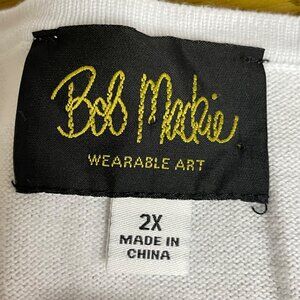 Bob Mackie
WEARABLE ART
2X
MADE IN
CHINA